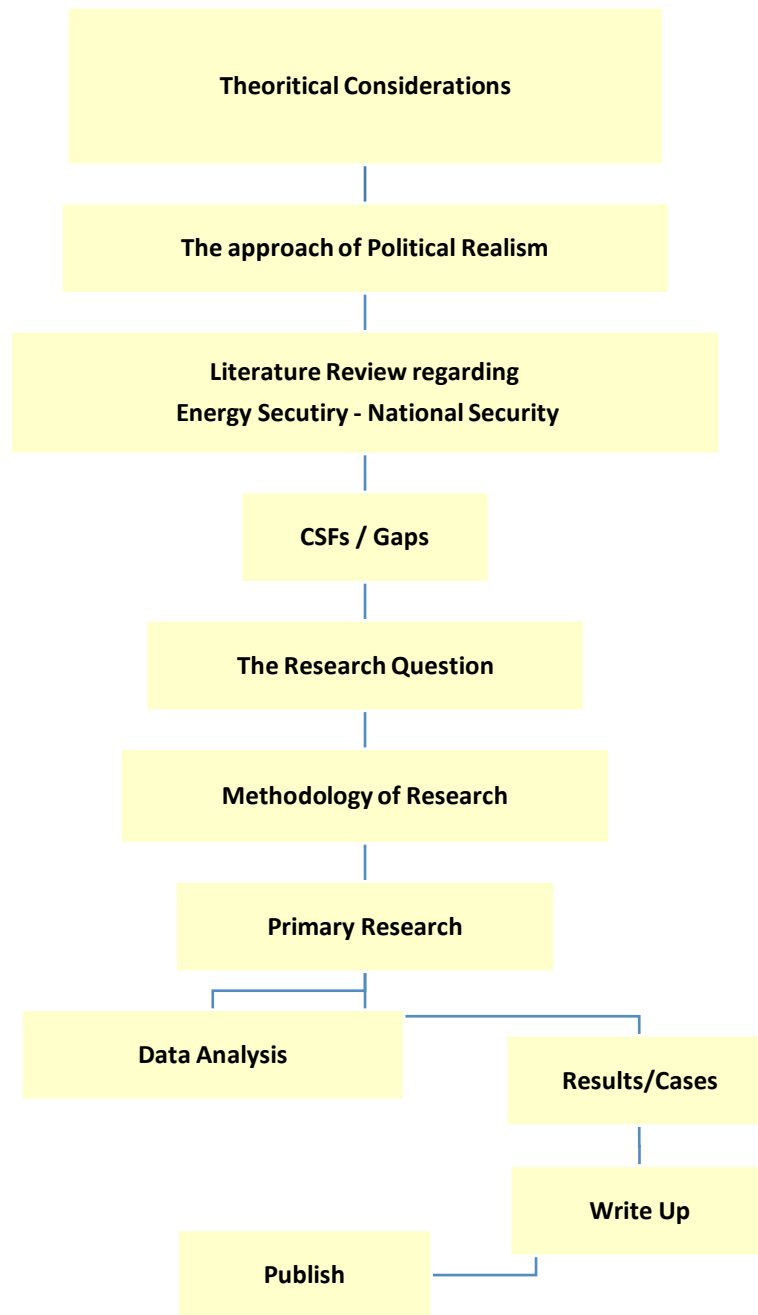 Theoritical Considerations
The approach of Political Realism
Literature Review regarding
Energy Secutiry - National Security
CSFs / Gaps
The Research Question
Methodology of Research
Primary Research
Data Analysis
Results/Cases
Write Up
Publish